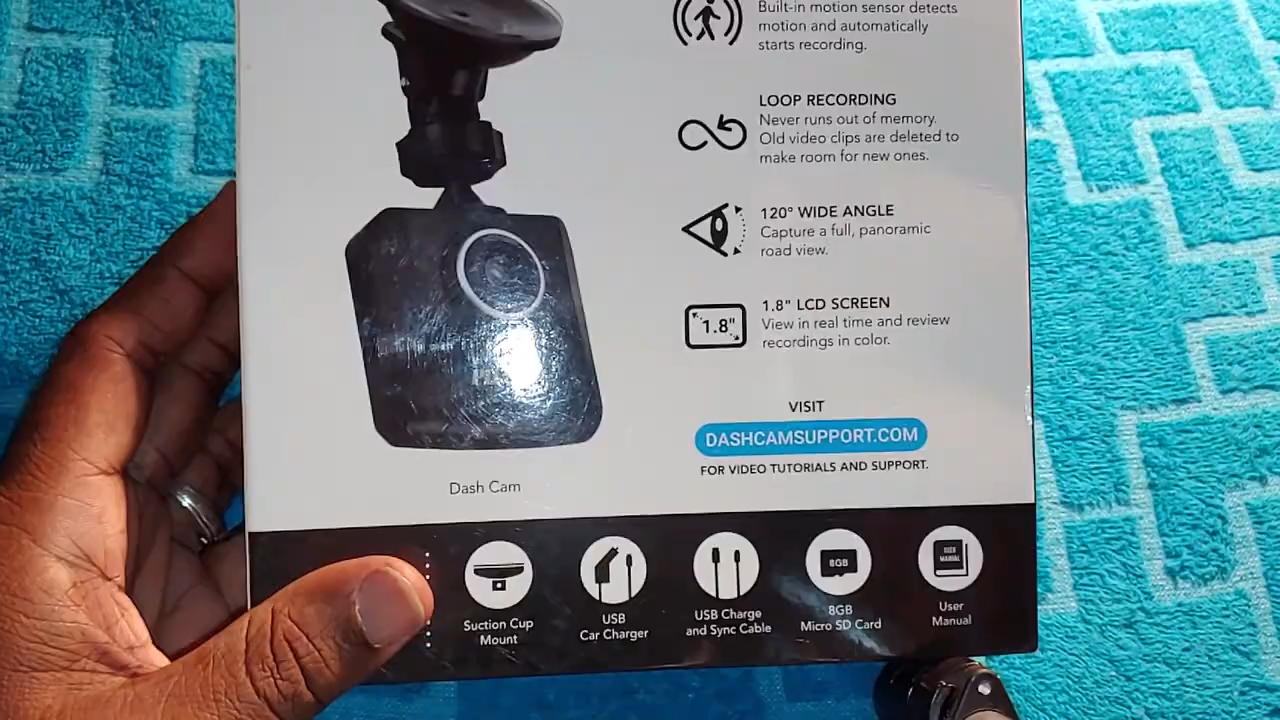 Built-in motion sensor detects
motion and automatically
starts recording.
LOOP RECORDING
Never runs out of memory.
Old video clips are deleted to
make room for new ones.
120° WIDE ANGLE
Capture a full, panoramic
road view.
1.8"
1.8" LCD SCREEN
View in real time and review
recordings in color.
VISIT
DASHCAMSUPPORT.COM
FOR VIDEO TUTORIALS AND SUPPORT.
Dash Cam
Suction Cup
Mount
USB
Car Charger
USB Charge
and Sync Cable
8GB
8GB
Micro SD Card
USER
MANUAL
User
Manual